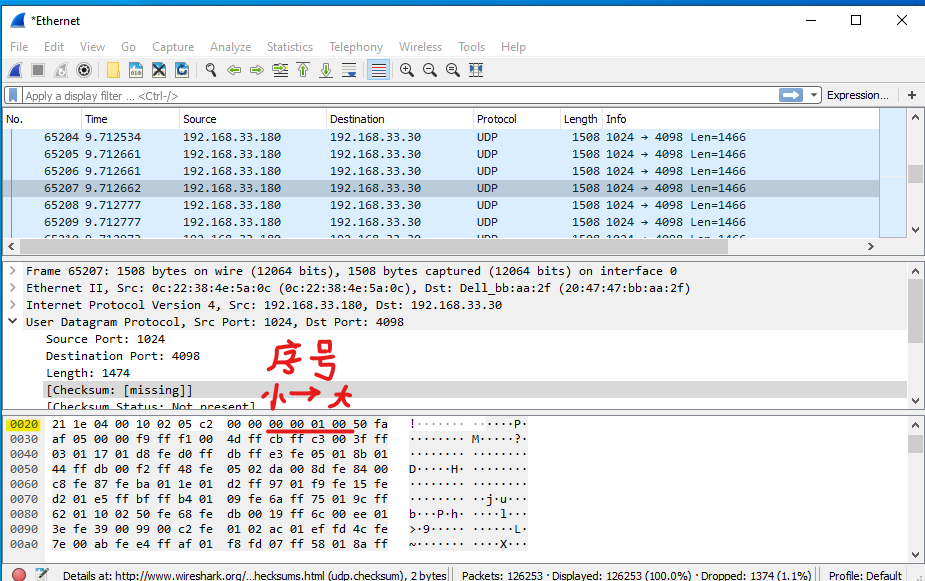 *Ethernet
File Edit View Go Capture Analyze Statistics Telephony Wireless Tools Help
Apply a display filter ... <Ctrl-/> Expression... +
No. Time Source Destination Protocol Length Info
65204 9.712534 192.168.33.180 192.168.33.30 UDP 1508 1024 → 4098 Len=1466
65205 9.712661 192.168.33.180 192.168.33.30 UDP 1508 1024 → 4098 Len=1466
65206 9.712661 192.168.33.180 192.168.33.30 UDP 1508 1024 → 4098 Len=1466
65207 9.712662 192.168.33.180 192.168.33.30 UDP 1508 1024 → 4098 Len=1466
65208 9.712777 192.168.33.180 192.168.33.30 UDP 1508 1024 → 4098 Len=1466
65209 9.712777 192.168.33.180 192.168.33.30 UDP 1508 1024 → 4098 Len=1466
Frame 65207: 1508 bytes on wire (12064 bits), 1508 bytes captured (12064 bits) on interface 0
Ethernet II, Src: 0c:22:38:4e:5a:0c (0c:22:38:4e:5a:0c), Dst: Dell_bb:aa:2f (20:47:47:bb:aa:2f)
Internet Protocol Version 4, Src: 192.168.33.180, Dst: 192.168.33.30
User Datagram Protocol, Src Port: 1024, Dst Port: 4098
Source Port: 1024
Destination Port: 4098
Length: 1474
[Checksum: [missing]]
[Checksum Status: Not present]
序号
小→大
0020 21 1e 04 00 10 02 05 c2 00 00 00 00 01 00 50 fa !······· ······P·
0030 af 05 00 00 f9 ff f1 00 4d ff cb ff c3 00 3f ff ········ M·····?·
0040 03 01 17 01 d8 fe d0 ff db ff e3 fe 05 01 8b 01 ········ ········
0050 44 ff db 00 f2 ff 48 fe 05 02 da 00 8d fe 84 00 D·····H· ········
0060 c8 fe 87 fe ba 01 1e 01 d2 ff 97 01 f9 fe 15 fe ········ ········
0070 d2 01 e5 ff bf ff b4 01 09 fe 6a ff 75 01 9c ff ········ ··j·u···
0080 62 01 10 02 50 fe 68 fe db 00 19 ff 6c 00 ee 01 b···P·h· ····l···
0090 3e fe 39 00 99 00 c2 fe 01 02 ac 01 ef fd 4c fe >·9····· ······L·
00a0 7e 00 ab fe e4 ff af 01 f8 fd 07 ff 58 01 8a ff ~······· ····X···
Details at: http://www.wireshark.org/...hecksums.html (udp.checksum), 2 bytes Packets: 126253 · Displayed: 126253 (100.0%) · Dropped: 1374 (1.1%) Profile: Default